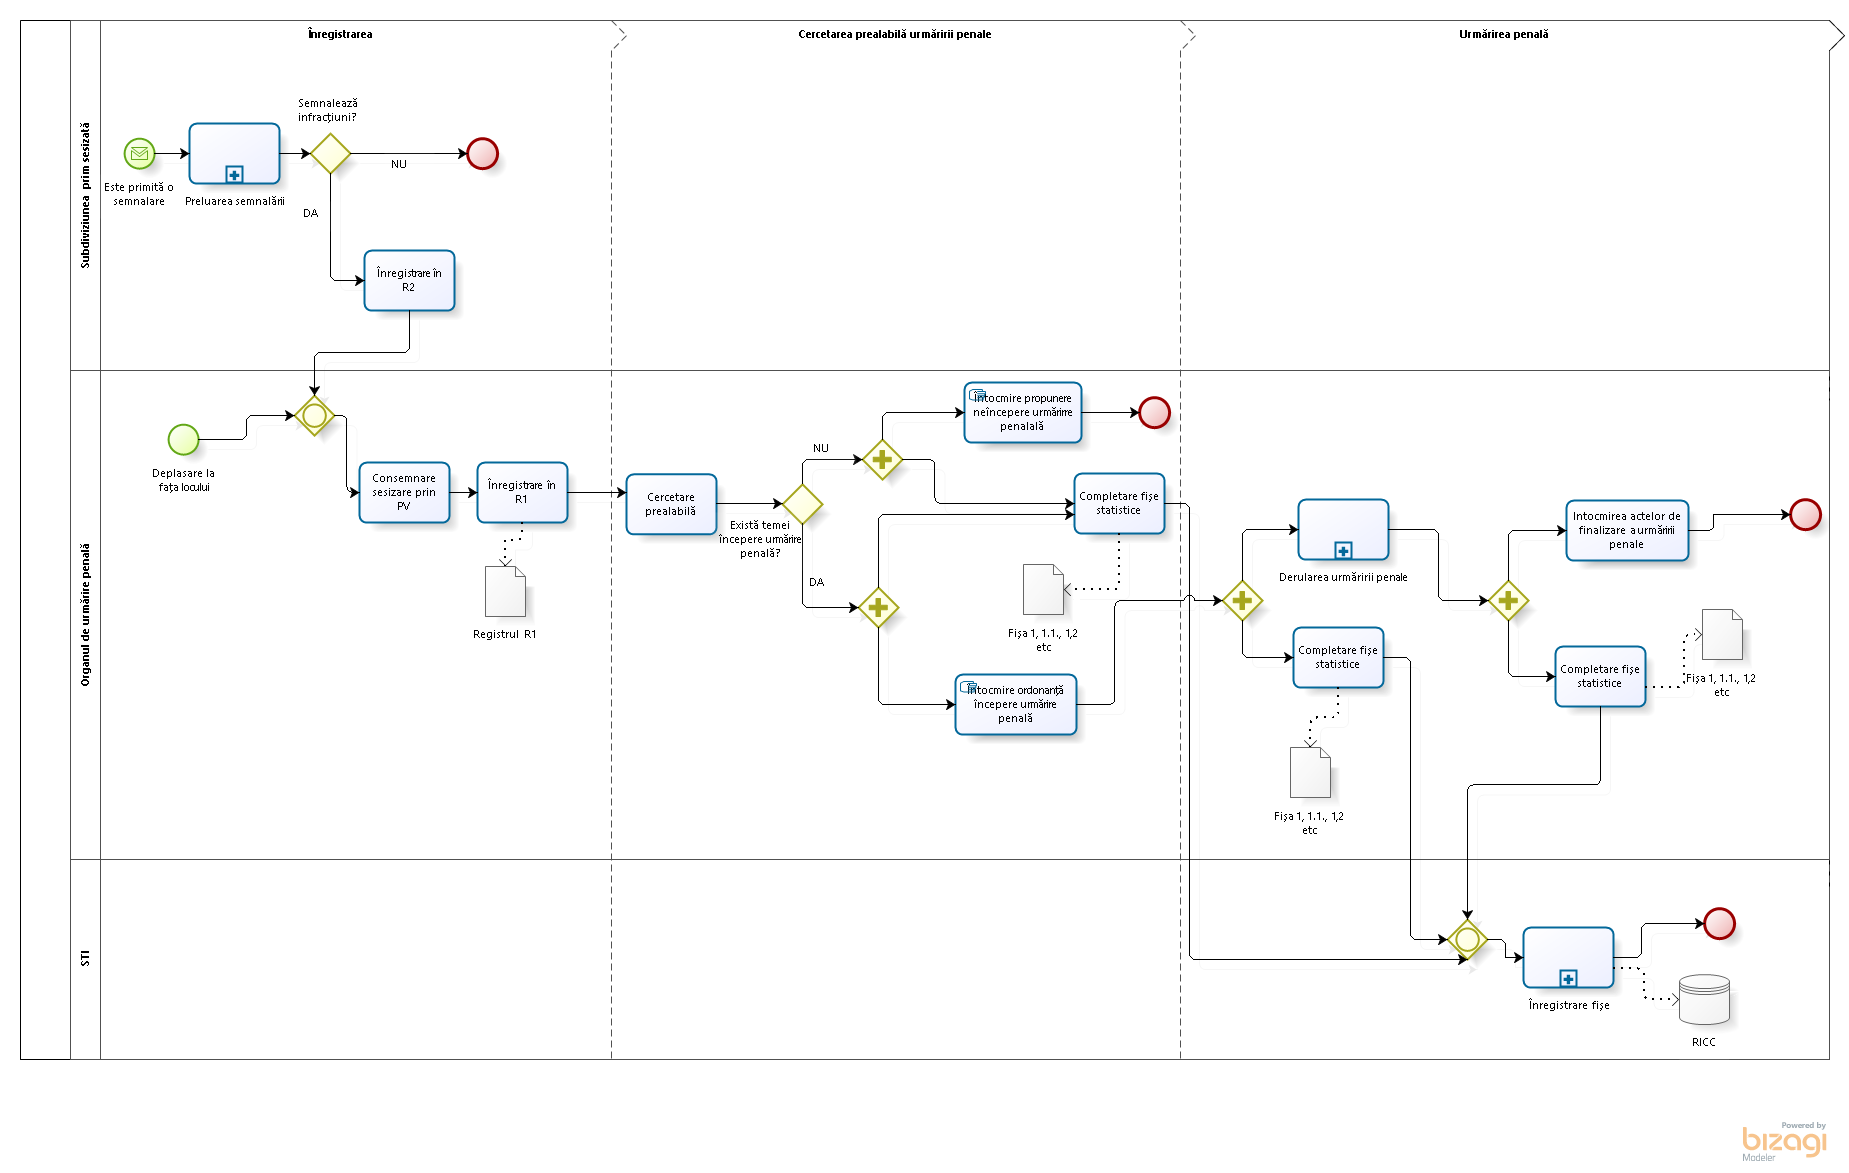 Înregistrarea
Cercetarea prealabilă urmăririi penale
Urmărirea penală
Subdiviziunea prim sesizată
Semnalează
infracțiuni?
NU
Este primită o
semnalare
Preluarea semnalării
DA
Înregistrare în
R2
Organul de urmărire penală
Deplasare la
fața locului
Consemnare
sesizare prin
PV
Înregistrare în
R1
Registrul R1
Cercetare
prealabilă
Există temei
începere urmărire
penală?
NU
DA
Intocmire propunere
neîncepere urmărire
penalală
Completare fișe
statistice
Fișa 1, 1.1., 1,2
etc
Intocmire ordonanță
începere urmărire
penală
Derularea urmăririi penale
Completare fișe
statistice
Fișa 1, 1.1., 1,2
etc
Intocmirea actelor de
finalizare a urmăririi
penale
Completare fișe
statistice
Fișa 1, 1.1., 1,2
etc
STI
Înregistrare fișe
RICC
Powered by
bizagi
Modeler